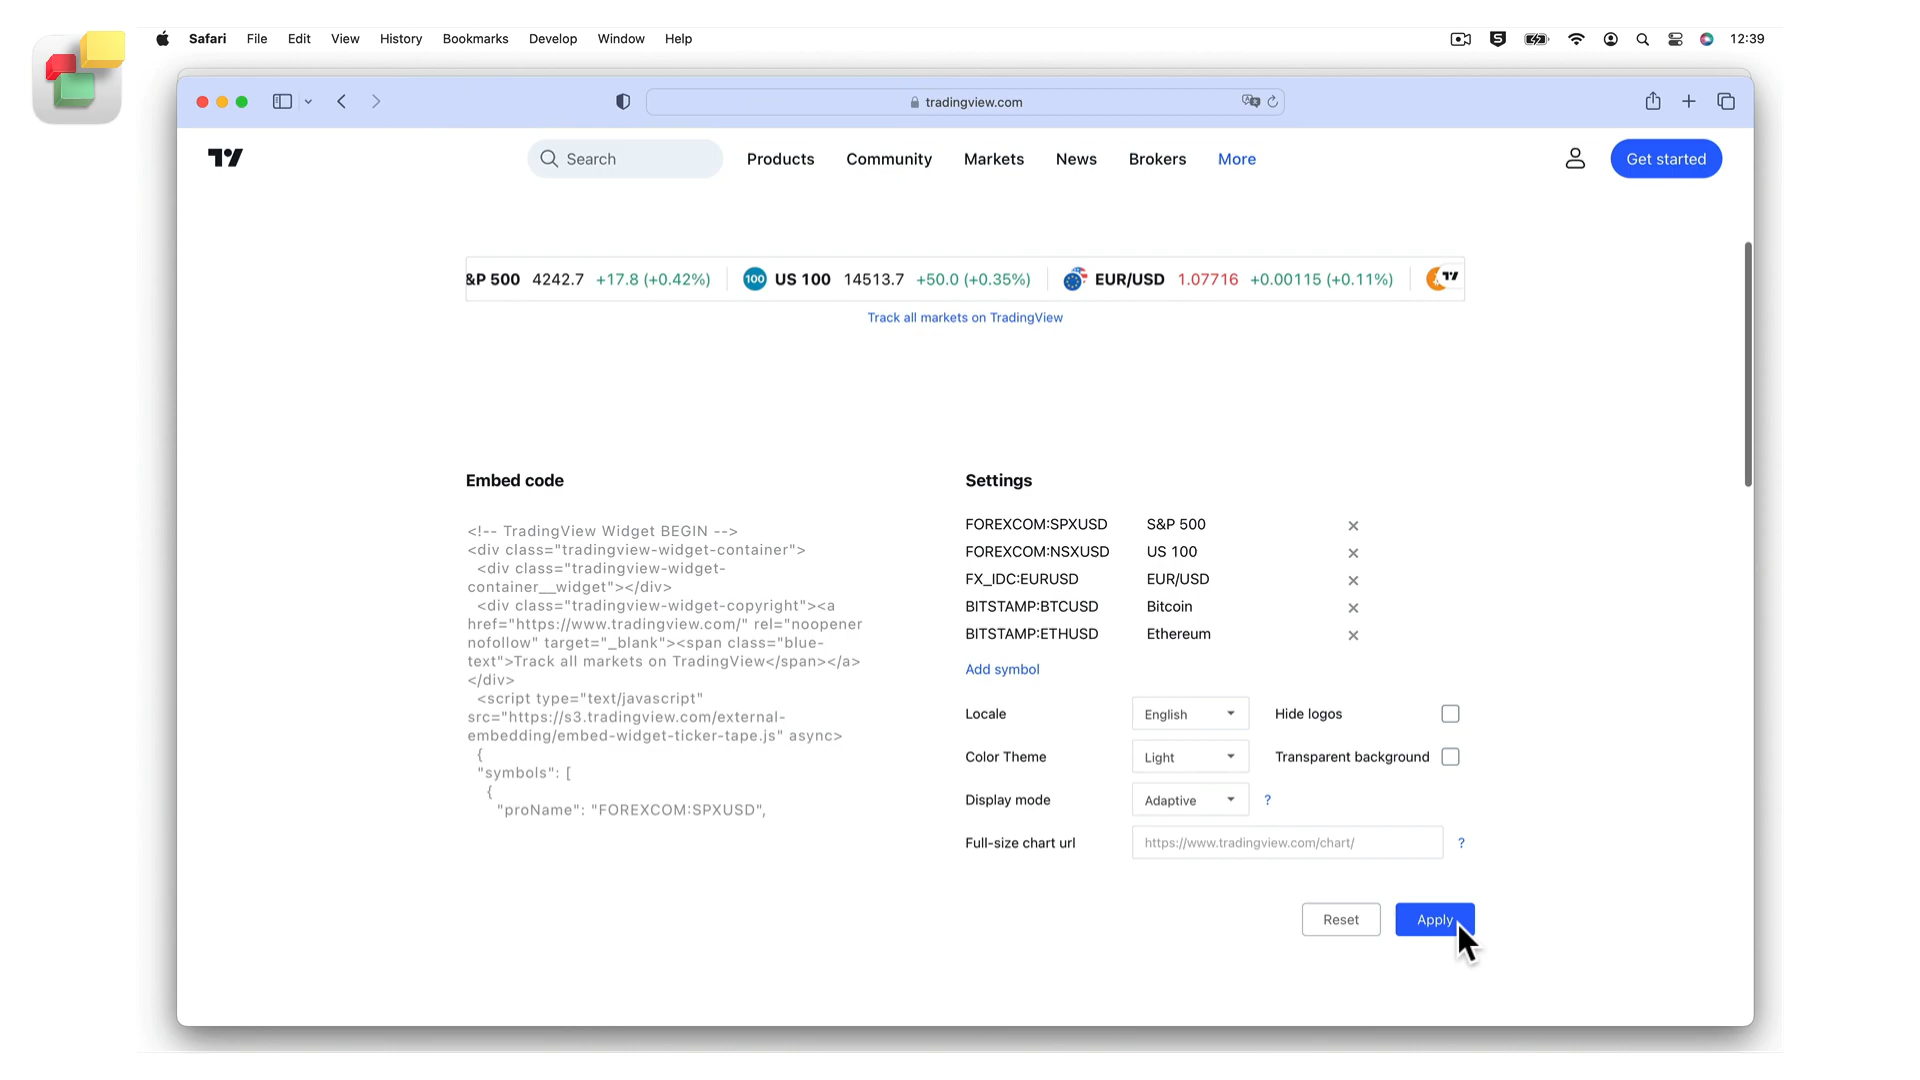 Safari File Edit View History Bookmarks Develop Window Help 12:39
tradingview.com
Search Products Community Markets News Brokers More Get started
&P 500 4242.7 +17.8 (+0.42%) 100 US 100 14513.7 +50.0 (+0.35%) EUR/USD 1.07716 +0.00115 (+0.11%)
Track all markets on TradingView
Embed code
<!-- TradingView Widget BEGIN -->
<div class="tradingview-widget-container">
<div class="tradingview-widget-
container__widget"></div>
<div class="tradingview-widget-copyright"><a
href="https://www.tradingview.com/" rel="noopener
nofollow" target="_blank"><span class="blue-
text">Track all markets on TradingView</span></a>
</div>
<script type="text/javascript"
src="https://s3.tradingview.com/external-
embedding/embed-widget-ticker-tape.js" async>
{
"symbols": [
{
"proName": "FOREXCOM:SPXUSD",
Settings
FOREXCOM:SPXUSD S&P 500
FOREXCOM:NSXUSD US 100
FX_IDC:EURUSD EUR/USD
BITSTAMP:BTCUSD Bitcoin
BITSTAMP:ETHUSD Ethereum
Add symbol
Locale English Hide logos
Color Theme Light Transparent background
Display mode Adaptive ?
Full-size chart url https://www.tradingview.com/chart/ ?
Reset Apply